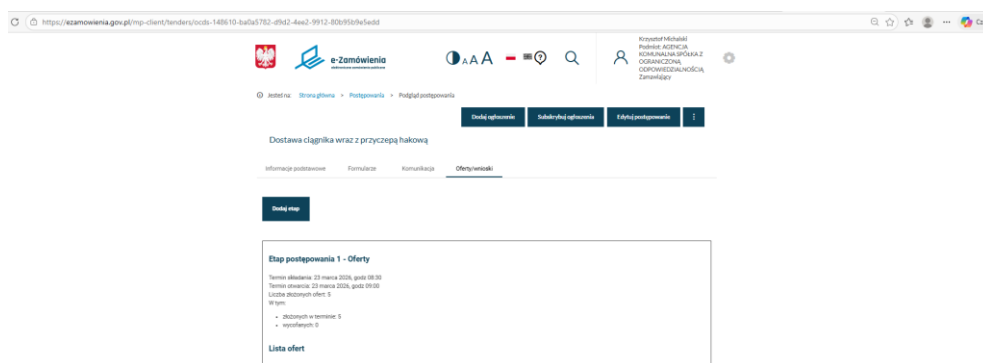 https://ezamowienia.gov.pl/mp-client/tenders/ocds-148610-ba0a5782-d9d2-4ee2-9912-80b95b9e5edd
e-Zamówienia
A A A
Krzysztof Michalski
Podmiot: AGENCJA
KOMUNALNA SPÓŁKA Z
OGRANICZONĄ
ODPOWIEDZIALNOŚCIĄ
Zamawiający
Jesteś na: Strona główna > Postępowania > Podgląd postępowania
Dodaj ogłoszenie Subskrybuj ogłoszenia Edytuj postępowanie
Dostawa ciągnika wraz z przyczepą hakową
Informacje podstawowe Formularze Komunikacja Oferty/wnioski
Dodaj etap
Etap postępowania 1 - Oferty
Termin składania: 23 marca 2026, godz 08:30
Termin otwarcia: 23 marca 2026, godz 09:00
Liczba złożonych ofert: 5
W tym:
złożonych w terminie: 5
wycofanych: 0
Lista ofert